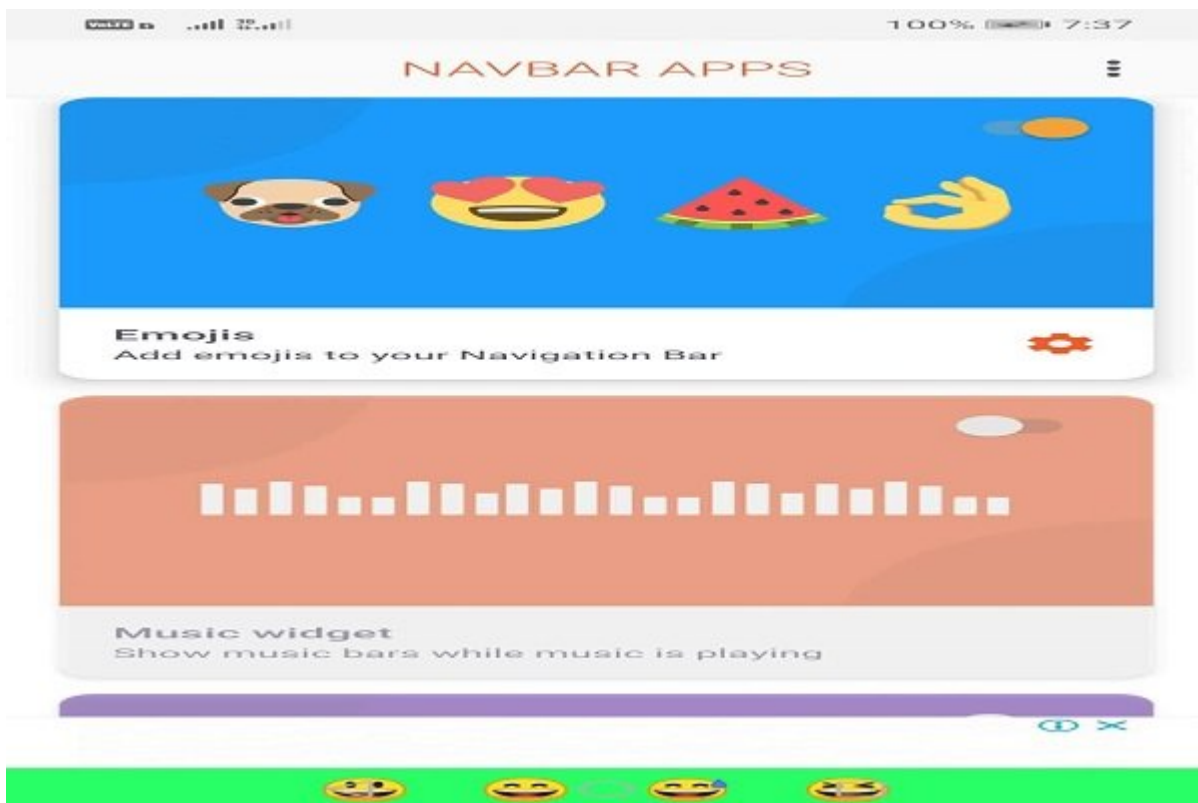 VoLTE
100% 7:37
NAVBAR APPS
Emojis
Add emojis to your Navigation Bar
Music widget
Show music bars while music is playing